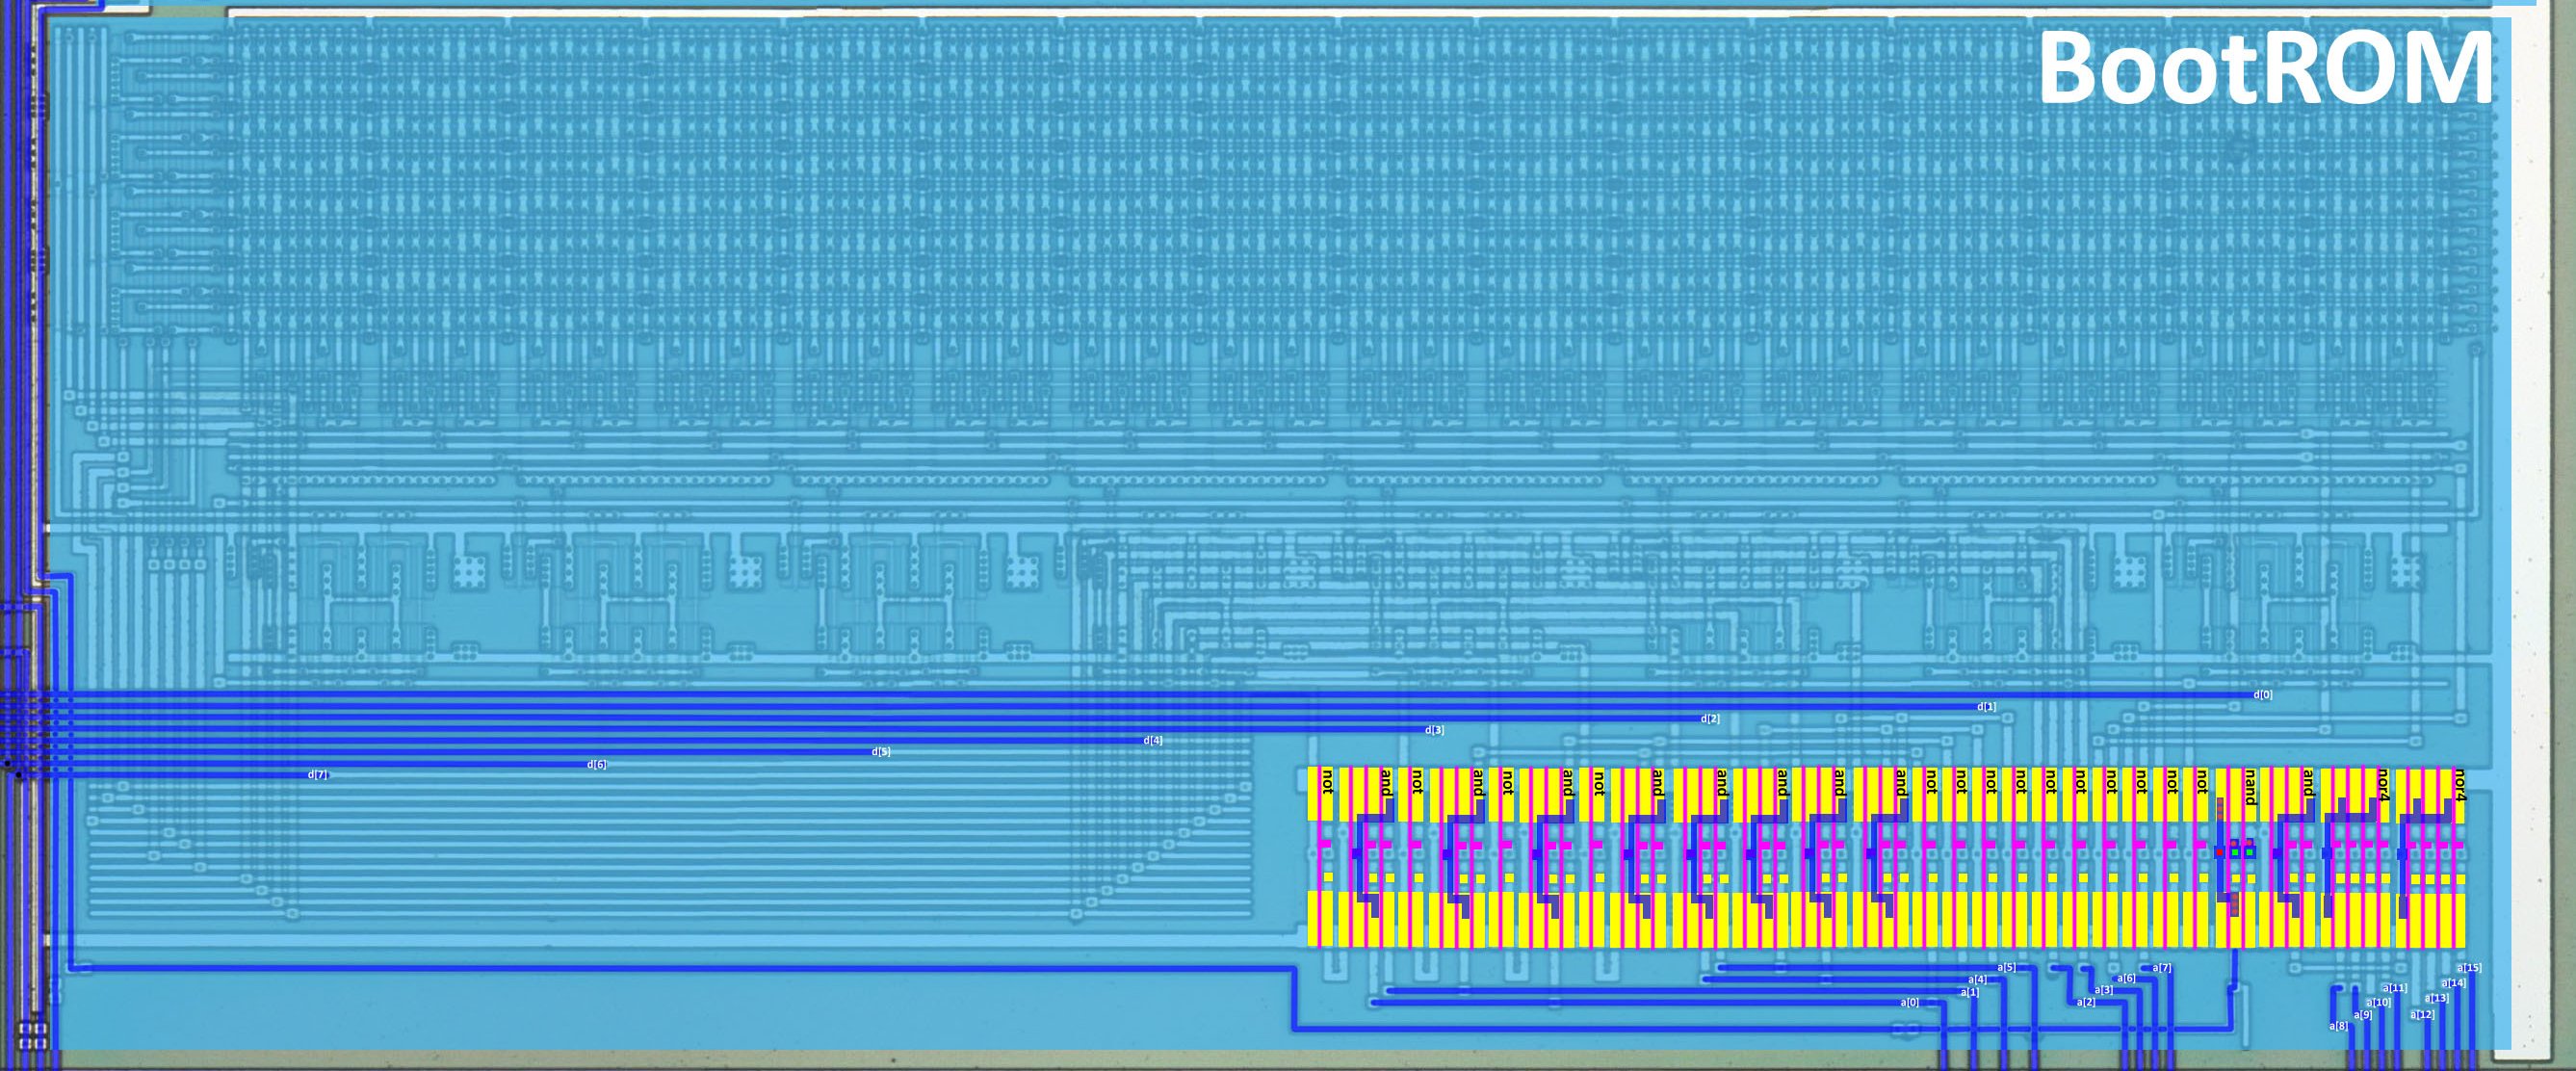 BootROM
d[0]
d[1]
d[2]
d[3]
d[4]
d[5]
d[6]
d[7]
not and not and not and not and and and and and not not not not not not not not not not nand and nor4 nor4
a[5] a[7] a[15]
a[4] a[6] a[14]
a[1] a[3] a[11] a[13]
a[0] a[2] a[10] a[12]
a[9]
a[8]